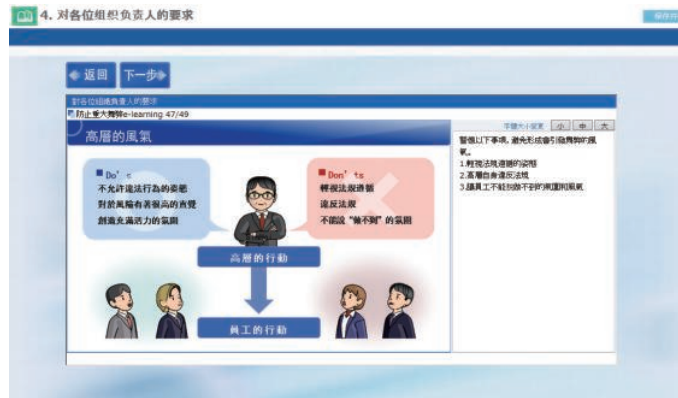 4. 对各位组织负责人的要求
保存并
返回 下一步
對各位組織負責人的要求
防止重大舞弊e-learning 47/49
字體大小變更 小 中 大
高層的風氣
Do's
不允許違法行為的姿態
對於風險有著很高的直覺
創造充滿活力的氛圍
Don'ts
輕視法規遵循
違反法規
不能說“做不到”的氛圍
高層的行動
員工的行動
警惕以下事項，避免形成會引發舞弊的風
氣。
1.輕視法規遵循的姿態
2.高層自身違反法規
3.讓員工不能說做不到的氛圍和風氣